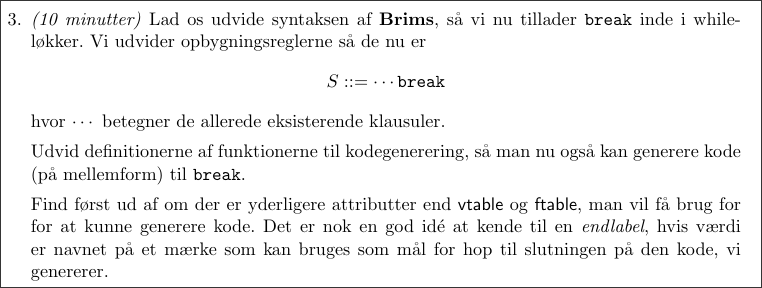 3. (10 minutter) Lad os udvide syntaksen af Brims, så vi nu tillader break inde i while-
løkker. Vi udvider opbygningsreglerne så de nu er
S ::= ··· break
hvor ··· betegner de allerede eksisterende klausuler.
Udvid definitionerne af funktionerne til kodegenerering, så man nu også kan generere kode
(på mellemform) til break.
Find først ud af om der er yderligere attributter end vtable og ftable, man vil få brug for
for at kunne generere kode. Det er nok en god idé at kende til en endlabel, hvis værdi
er navnet på et mærke som kan bruges som mål for hop til slutningen på den kode, vi
genererer.